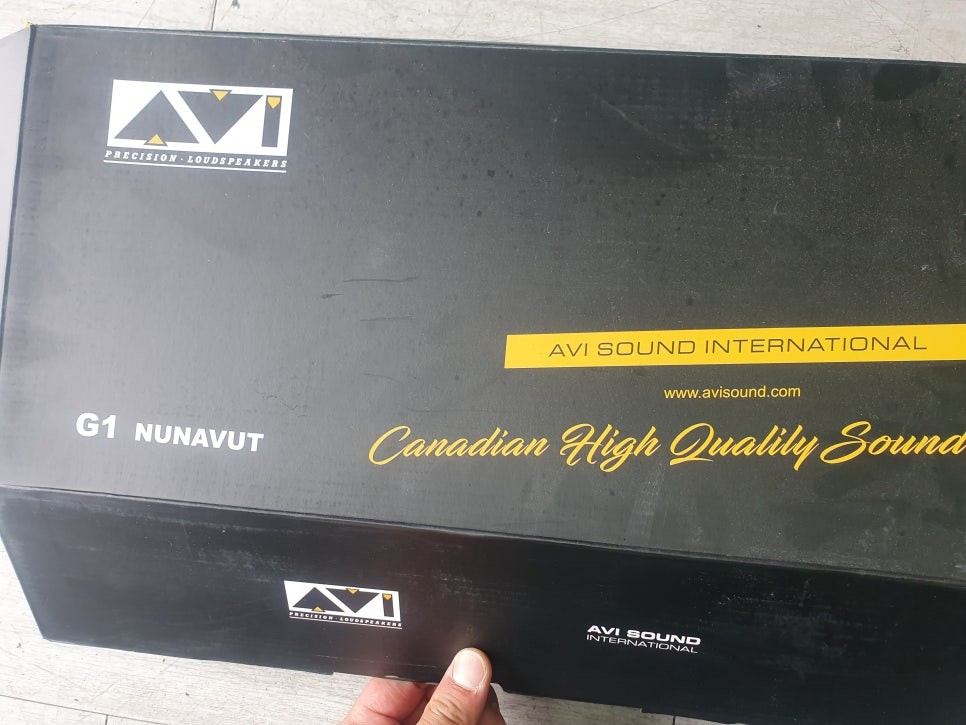 AVI
PRECISION · LOUDSPEAKERS
AVI SOUND INTERNATIONAL
www.avisound.com
Canadian High Qualily Sound
G1 NUNAVUT
AVI
PRECISION · LOUDSPEAKERS
AVI SOUND
INTERNATIONAL